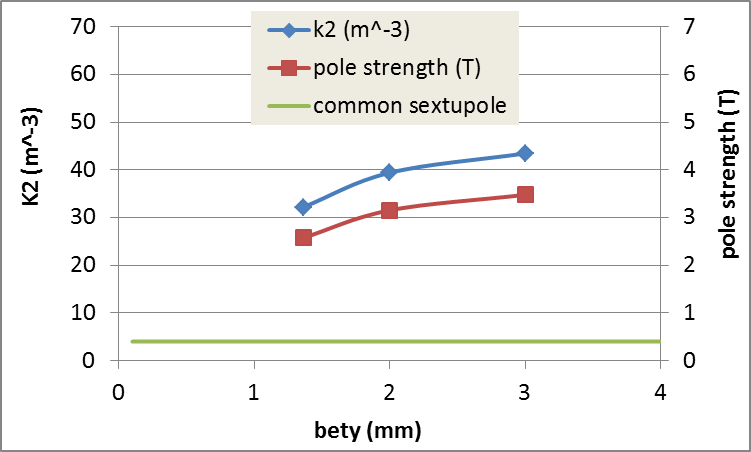 k2 (m^-3)
pole strength (T)
common sextupole
70
60
50
40
30
20
10
0
K2 (m^-3)
7
6
5
4
3
2
1
0
pole strength (T)
0 1 2 3 4
bety (mm)